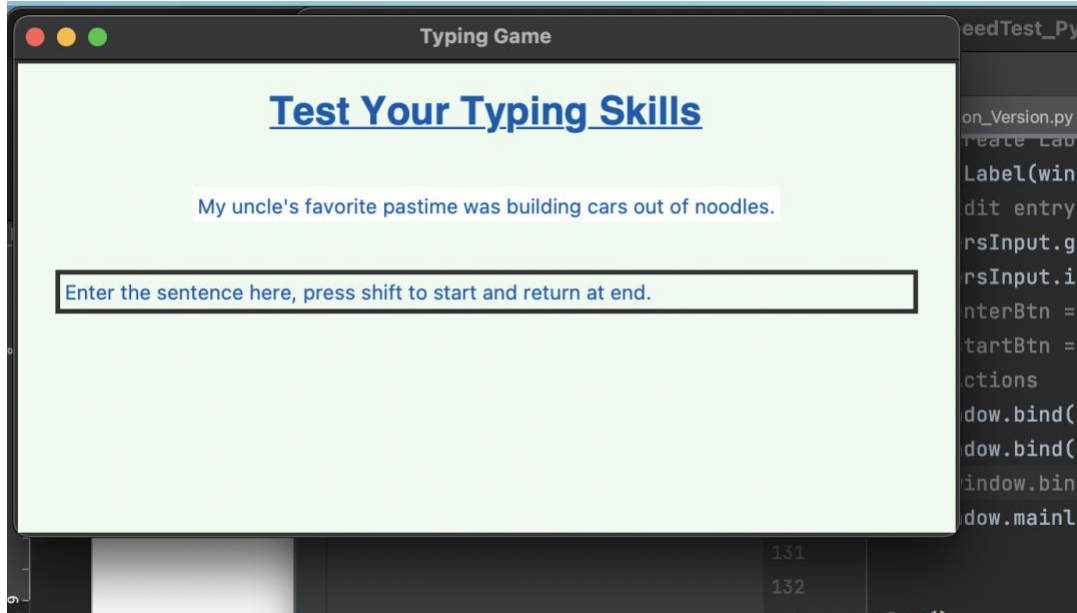 Typing Game
eedTest_Py
Test Your Typing Skills
on_Version.py
My uncle's favorite pastime was building cars out of noodles.
Label(win
dit entry
rsInput.g
Enter the sentence here, press shift to start and return at end.
rsInput.i
nterBtn =
tartBtn =
ctions
dow.bind(
dow.bind(
window.bin
dow.mainl
131
132